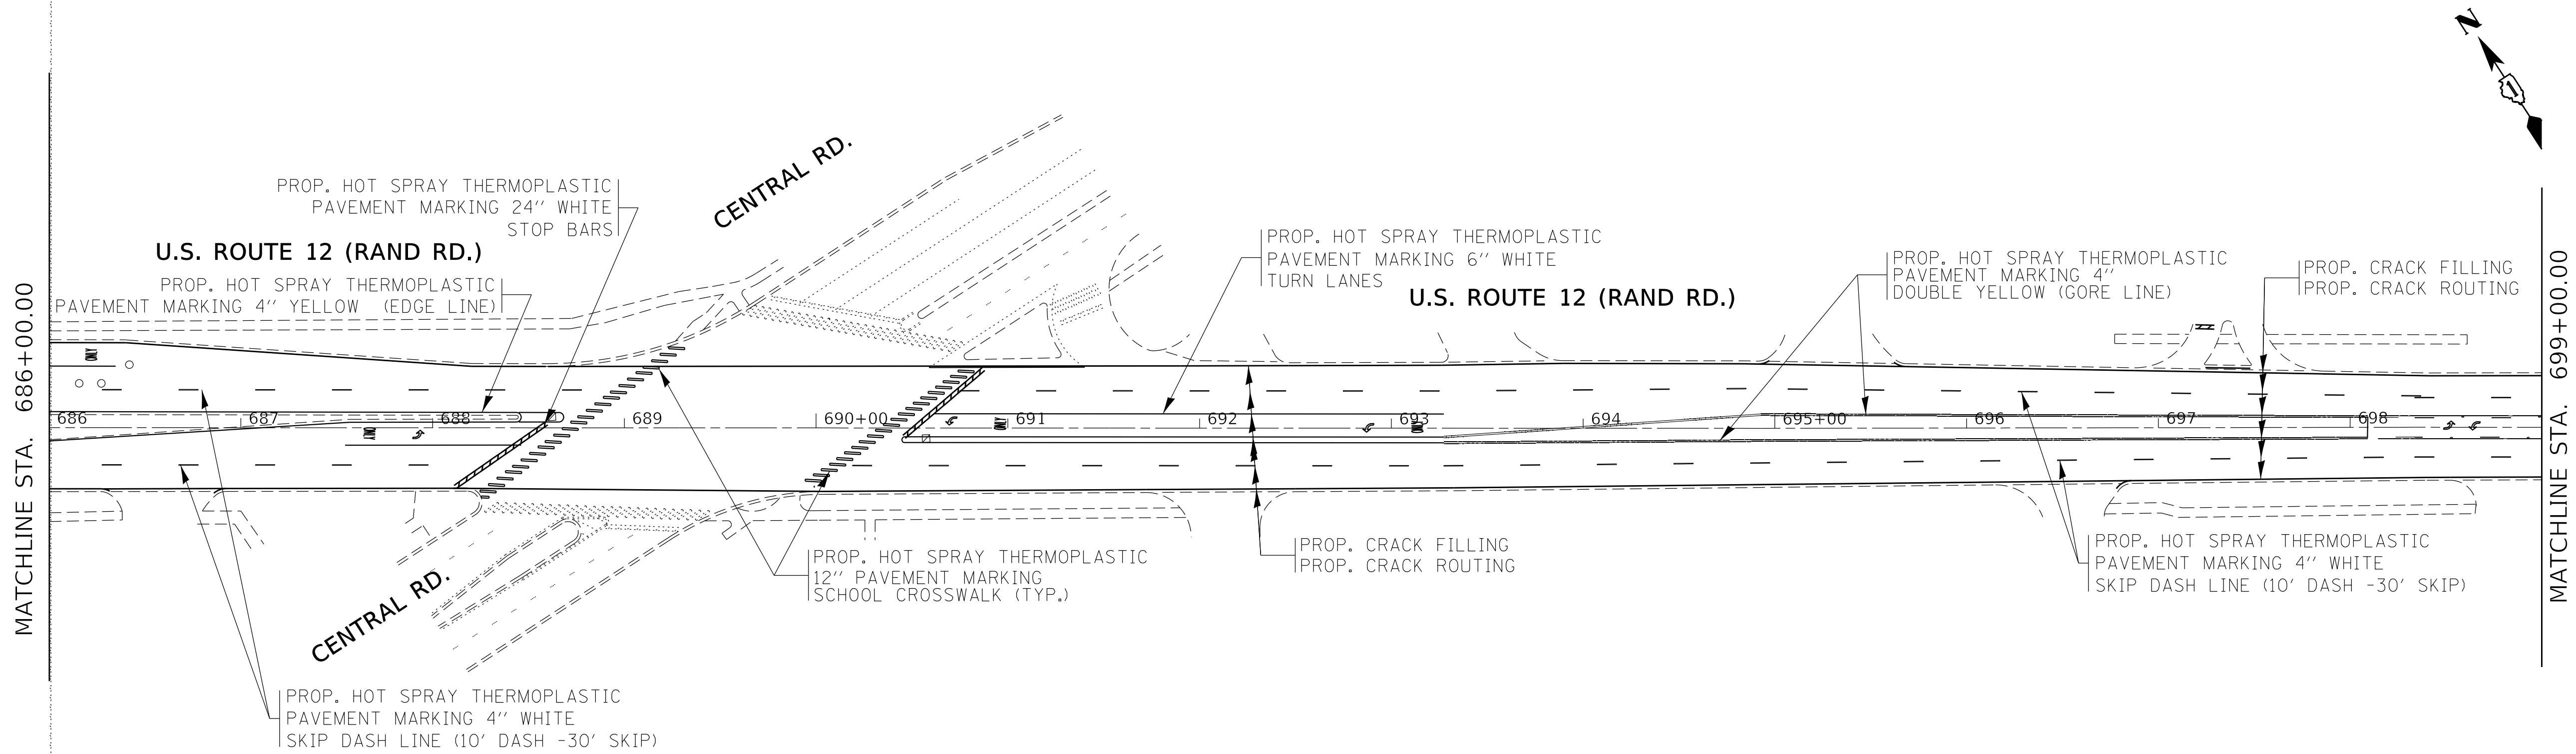 N
1
MATCHLINE STA. 686+00.00
PROP. HOT SPRAY THERMOPLASTIC
PAVEMENT MARKING 24" WHITE
STOP BARS
U.S. ROUTE 12 (RAND RD.)
PROP. HOT SPRAY THERMOPLASTIC
PAVEMENT MARKING 4" YELLOW (EDGE LINE)
CENTRAL RD.
PROP. HOT SPRAY THERMOPLASTIC
PAVEMENT MARKING 6" WHITE
TURN LANES
U.S. ROUTE 12 (RAND RD.)
PROP. HOT SPRAY THERMOPLASTIC
PAVEMENT MARKING 4"
DOUBLE YELLOW (GORE LINE)
PROP. CRACK FILLING
PROP. CRACK ROUTING
MATCHLINE STA. 699+00.00
ONLY
686 687 688 689 690+00 691 692 693 694 695+00 696 697 698
ONLY
ONLY
ONLY
CENTRAL RD.
PROP. HOT SPRAY THERMOPLASTIC
12" PAVEMENT MARKING
SCHOOL CROSSWALK (TYP.)
PROP. CRACK FILLING
PROP. CRACK ROUTING
PROP. HOT SPRAY THERMOPLASTIC
PAVEMENT MARKING 4" WHITE
SKIP DASH LINE (10' DASH -30' SKIP)
PROP. HOT SPRAY THERMOPLASTIC
PAVEMENT MARKING 4" WHITE
SKIP DASH LINE (10' DASH -30' SKIP)